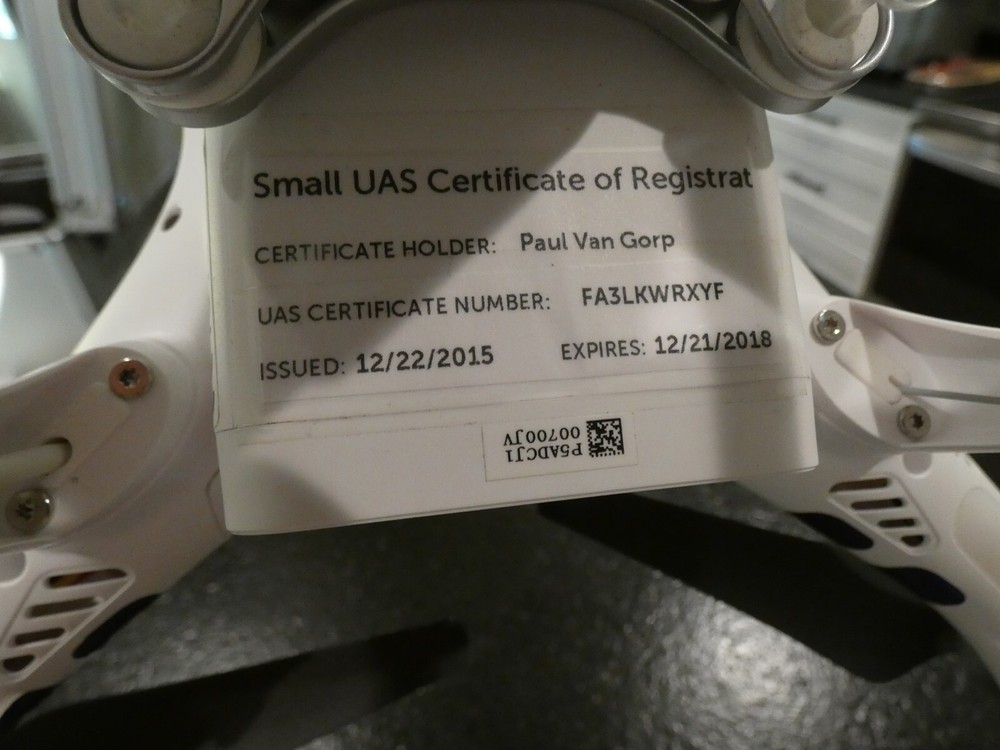 Small UAS Certificate of Registrat
CERTIFICATE HOLDER: Paul Van Gorp
UAS CERTIFICATE NUMBER: FA3LKWRXYF
ISSUED: 12/22/2015 EXPIRES: 12/21/2018
P5ADCJ1
00700JV